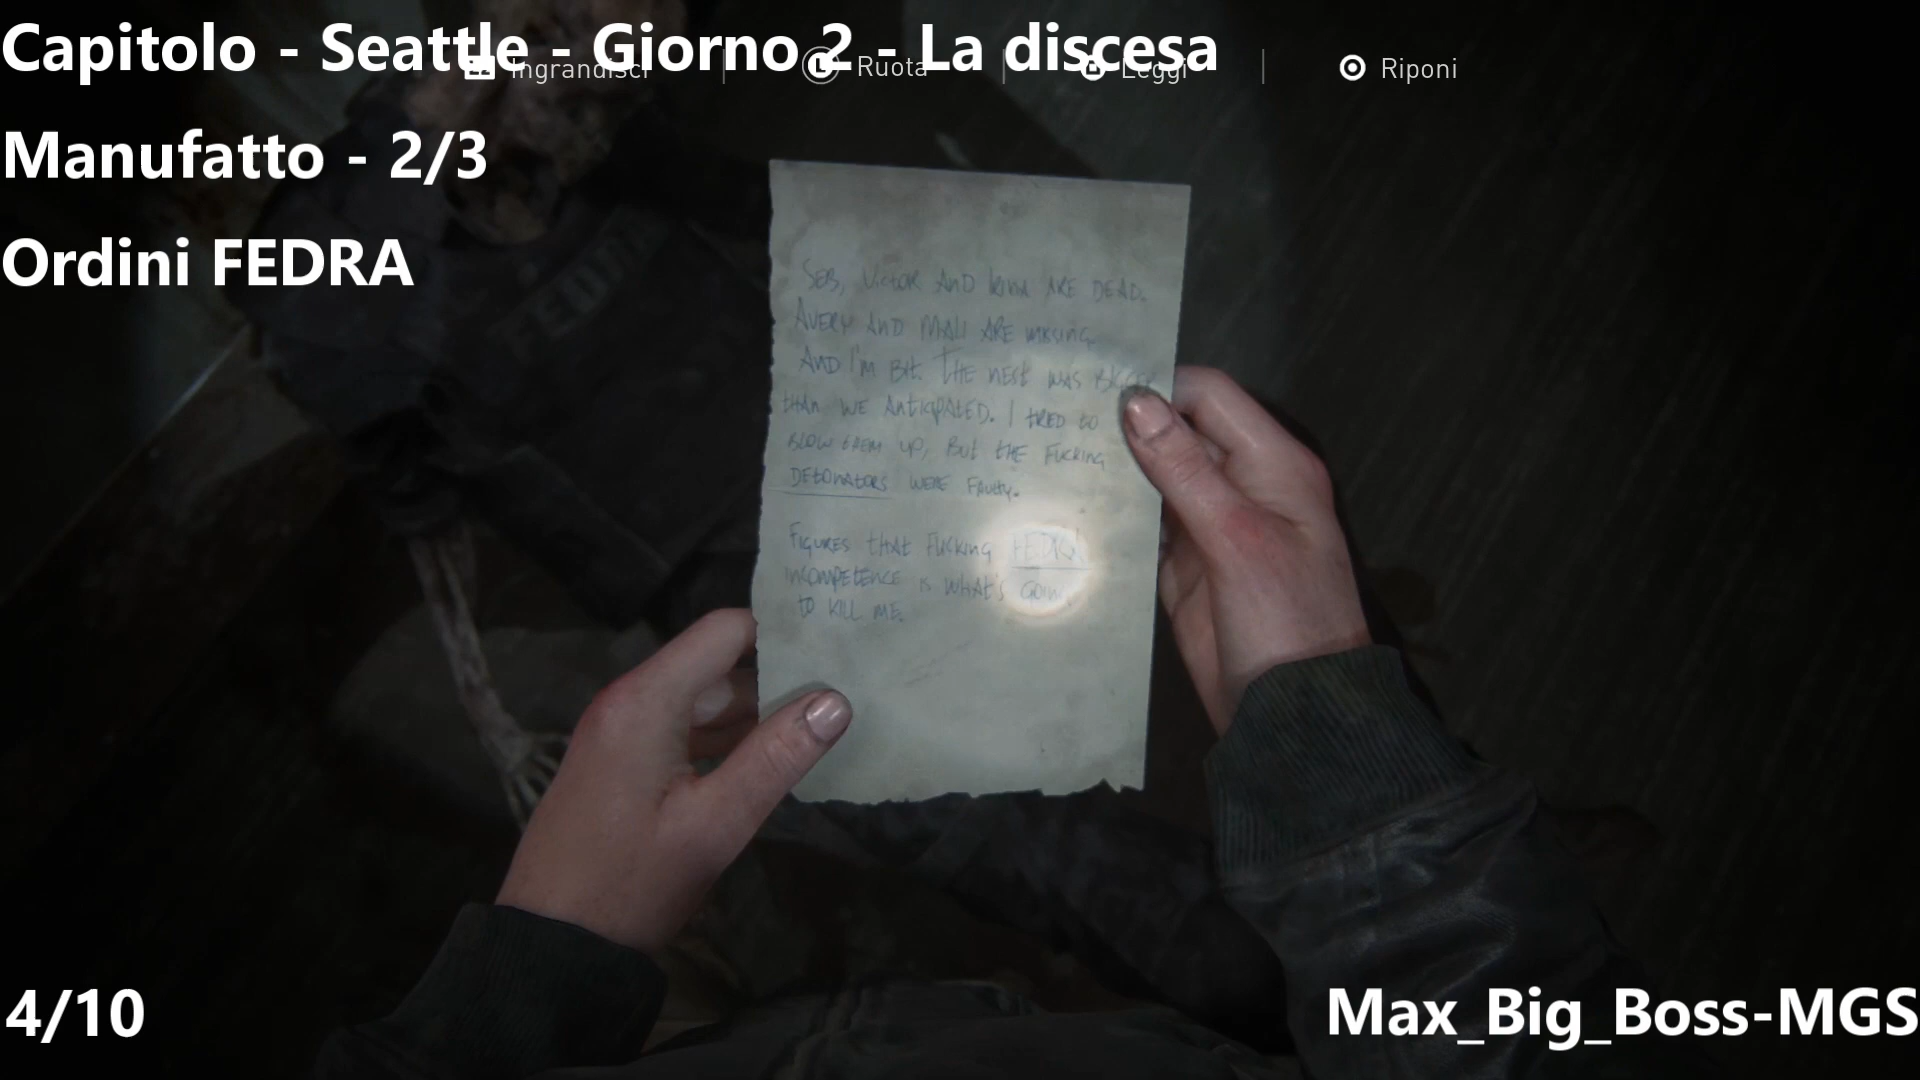 Capitolo - Seattle - Giorno 2 - La discesa
Ingrandisci
L Ruota
Leggi
Riponi
Manufatto - 2/3
Ordini FEDRA
FEDRA
SEB, VICTOR AND ARE DEAD.
AVERY AND MALI ARE MISSING.
AND I'M BIT. THE NEST WAS BIGGER
THAN WE ANTICIPATED. I TRIED TO
BLOW THEM UP, BUT THE FUCKING
DETONATORS WERE FAULTY.
FIGURES THAT FUCKING FEDRA
INCOMPETENCE IS WHAT'S GOING
TO KILL ME.
4/10
Max_Big_Boss-MGS